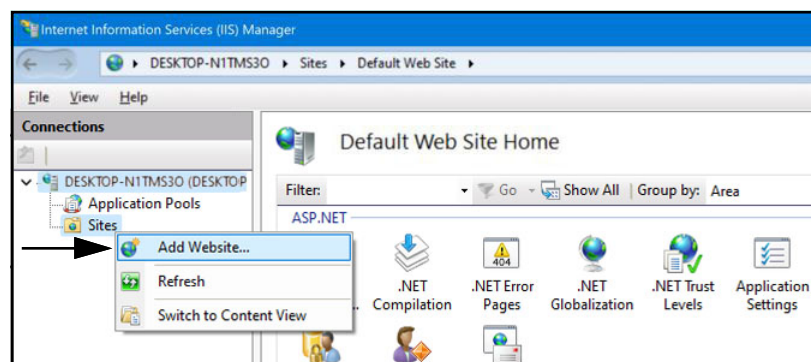 Internet Information Services (IIS) Manager
DESKTOP-N1TMS3O Sites Default Web Site
File View Help
Connections
DESKTOP-N1TMS3O (DESKTOP
Application Pools
Sites
Add Website...
Refresh
Switch to Content View
Default Web Site Home
Filter: Go Show All Group by: Area
ASP.NET
404
.NET Compilation
.NET Error Pages
.NET Globalization
.NET Trust Levels
Application Settings